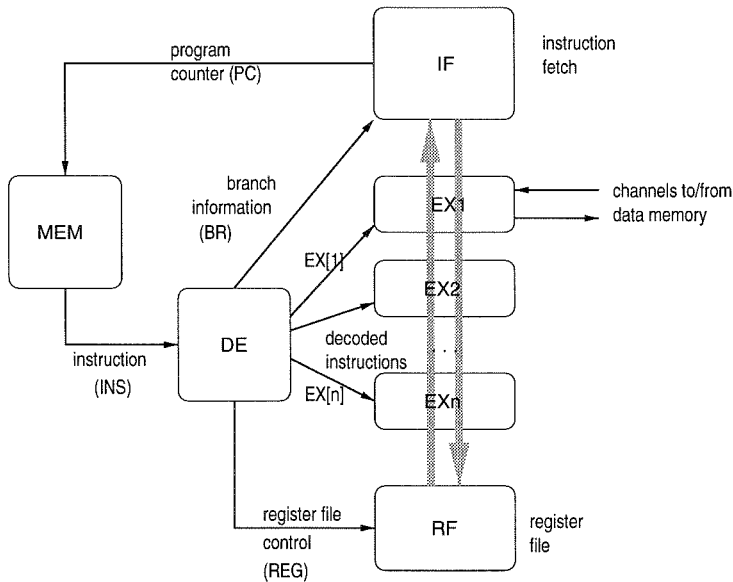 program
counter (PC)
IF
instruction
fetch
branch
information
(BR)
MEM
EX1
channels to/from
data memory
EX[1]
EX2
DE
instruction
(INS)
decoded
instructions
. . .
EX[n]
EXn
register file
control
(REG)
RF
register
file